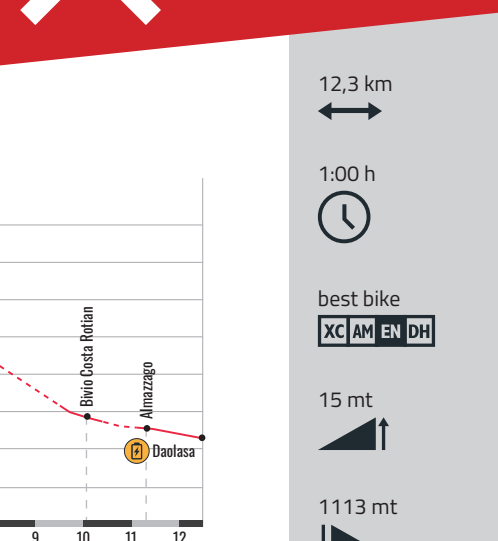 12,3 km
1:00 h
best bike
XC AM EN DH
15 mt
1113 mt
Bivio Costa Rotian
Almazzago
Daolasa
9 10 11 12